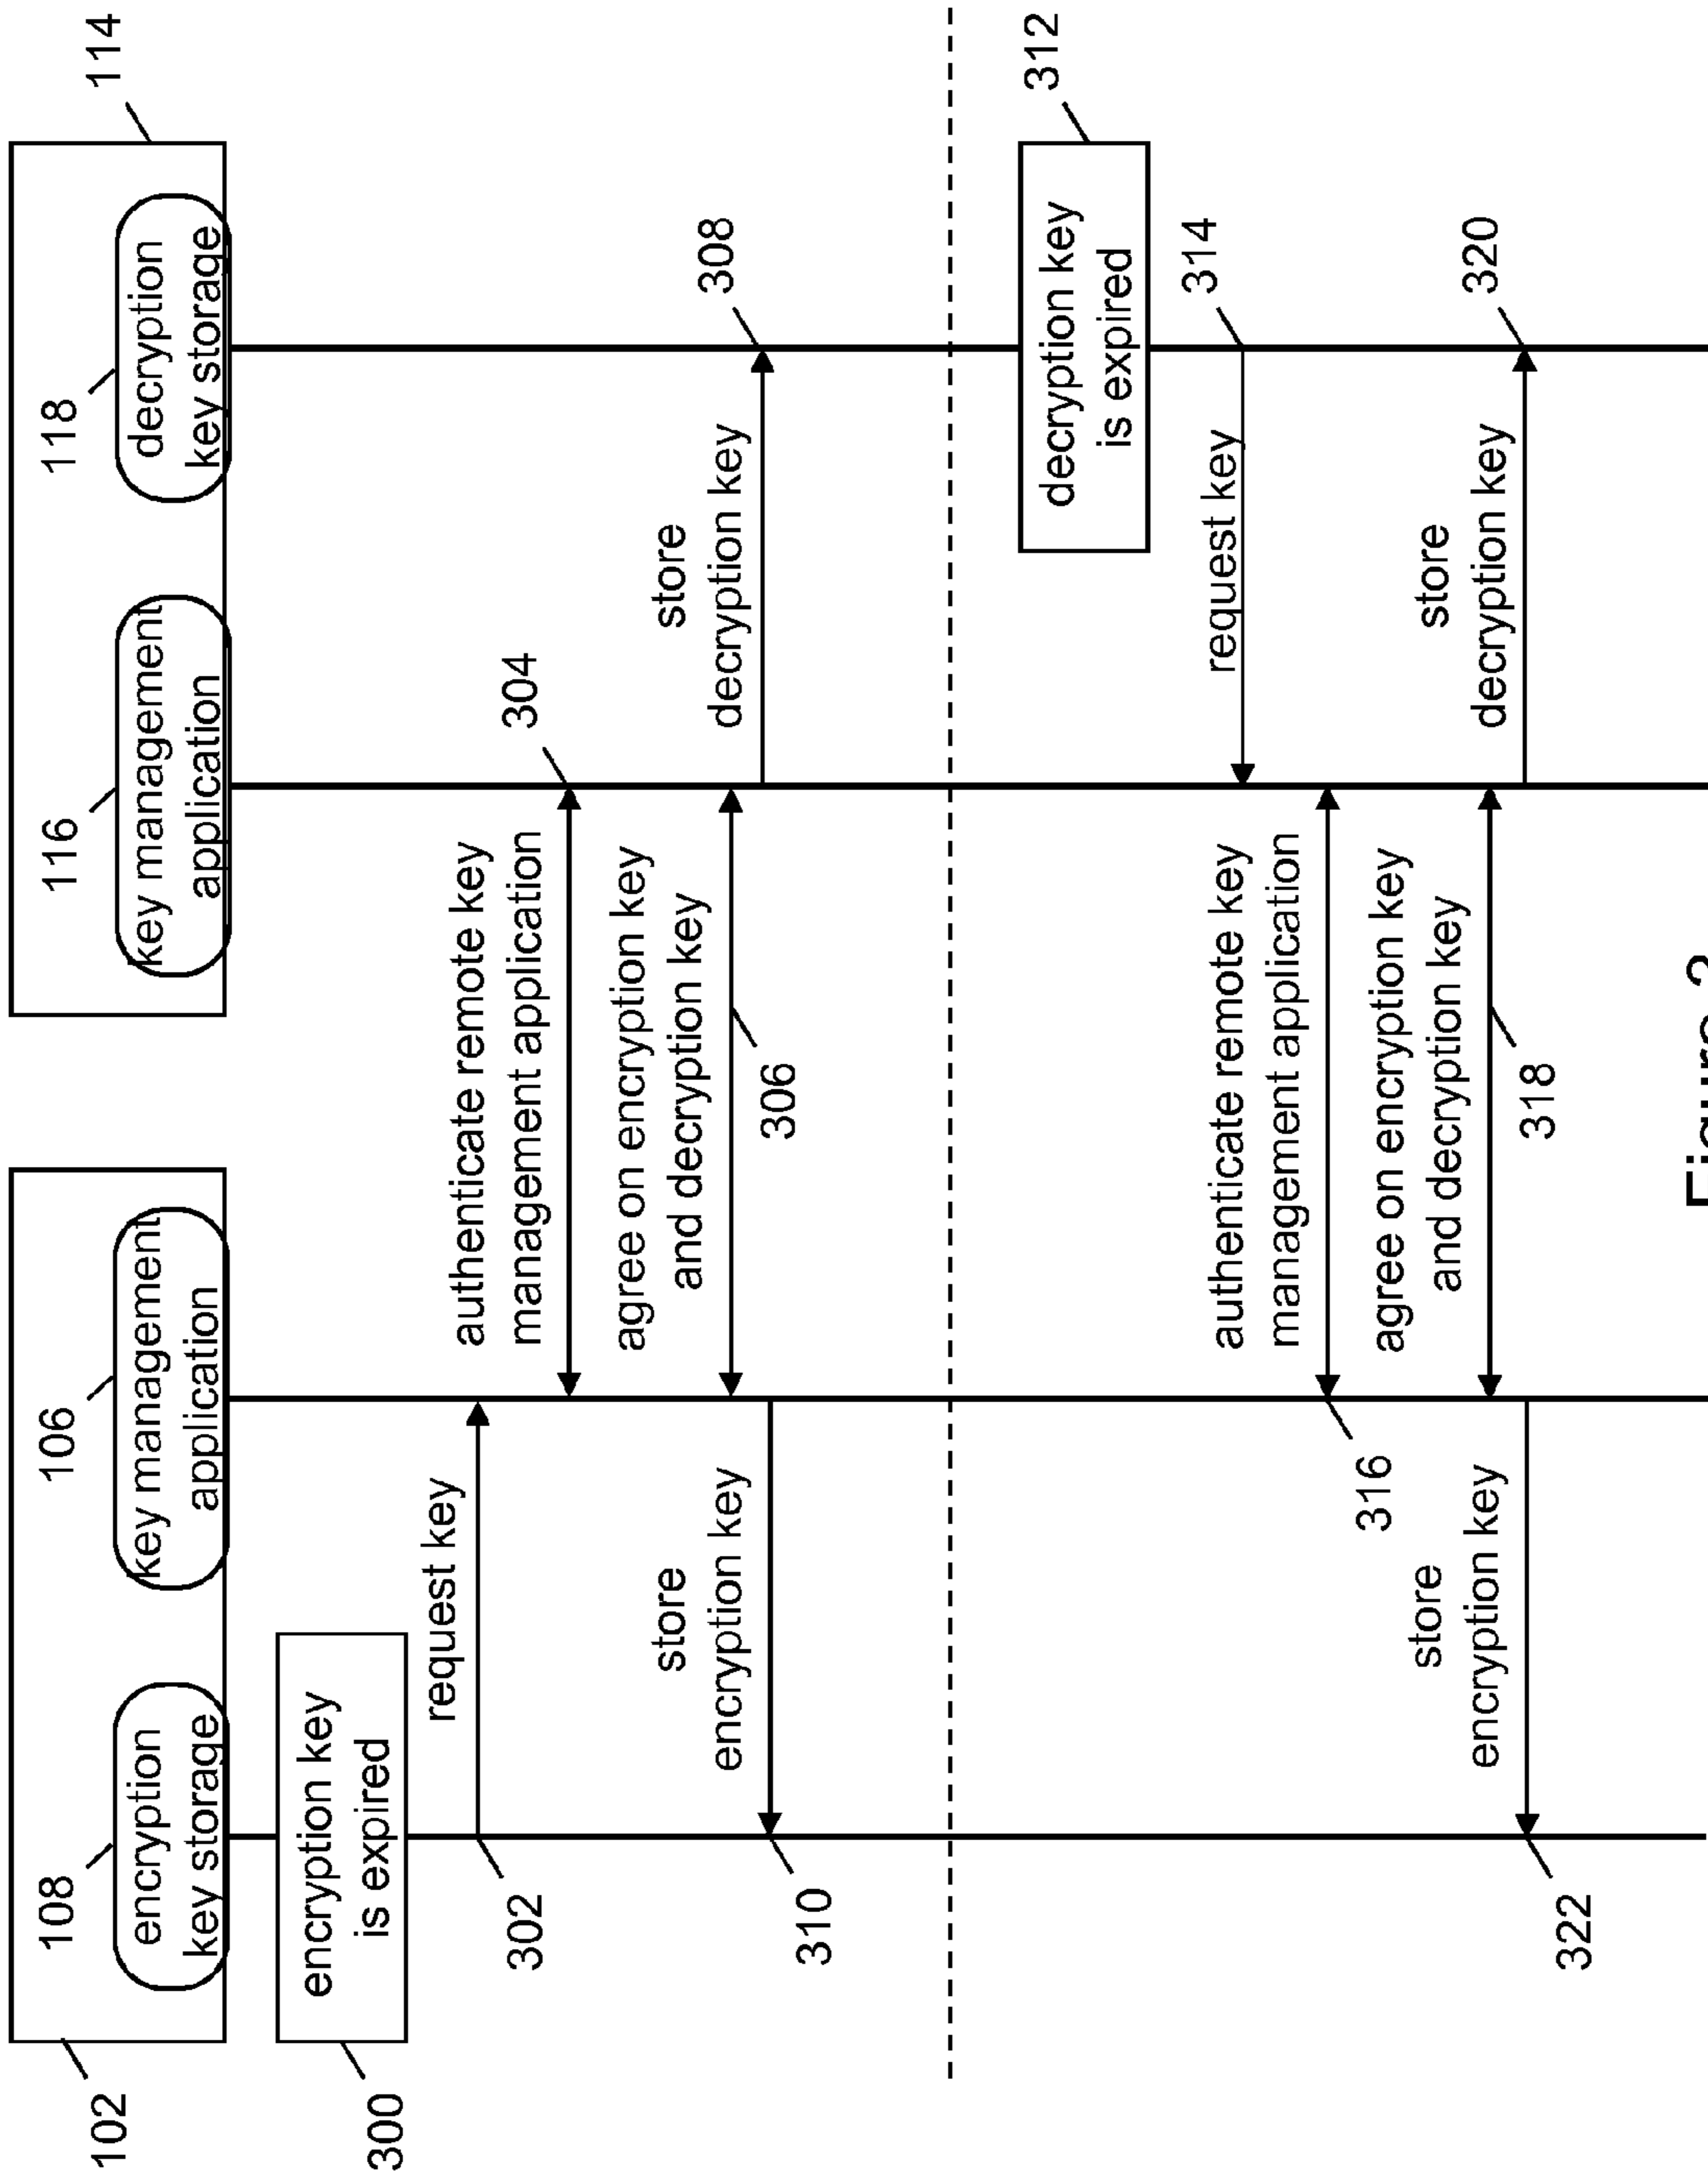 102
108
106
116
118
114
encryption
key storage
key management
application
key management
application
decryption
key storage
300
encryption key
is expired
request key
302
authenticate remote key
management application
304
agree on encryption key
and decryption key
306
store
decryption key
308
store
encryption key
310
decryption key
is expired
312
request key
314
authenticate remote key
management application
316
agree on encryption key
and decryption key
318
store
decryption key
320
store
encryption key
322
Figure